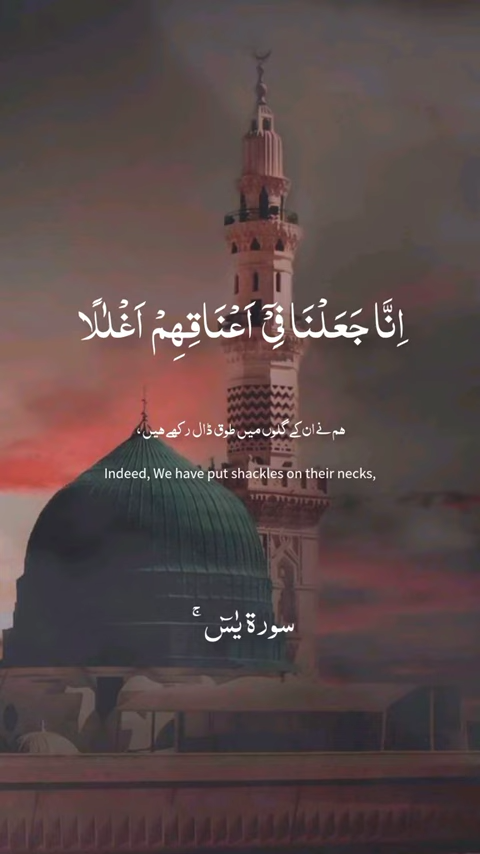 اِنَّا جَعَلْنَا فِيْۤ اَعْنَاقِهِمْ اَغْلٰلًا
ہم نے ان کے گلوں میں طوق ڈال رکھے ہیں،
Indeed, We have put shackles on their necks,
سورۃ یٰسٓ ۚ